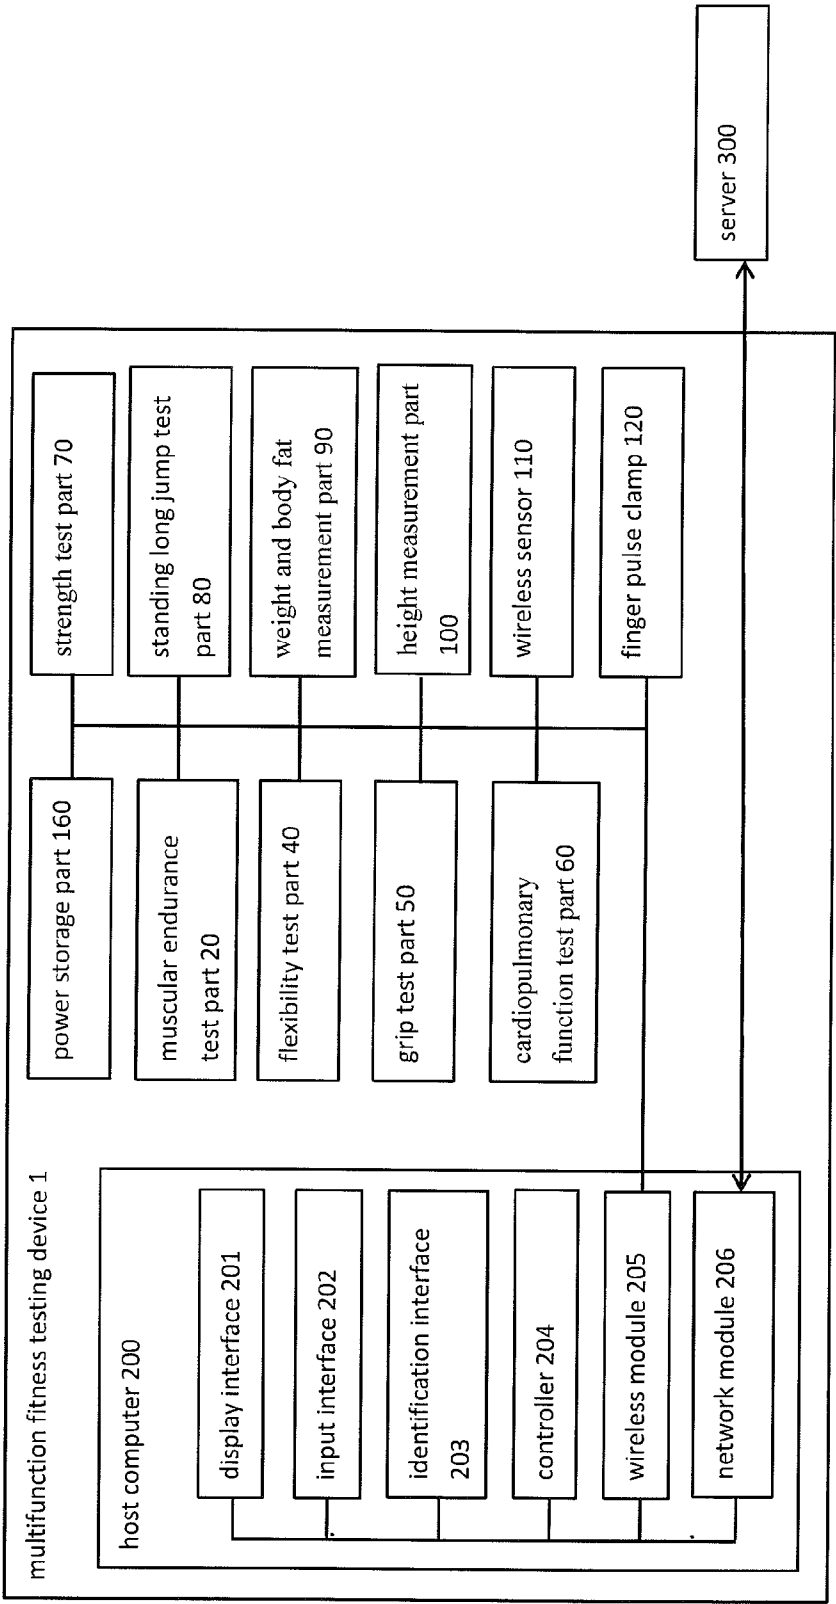 multifunction fitness testing device 1
host computer 200
display interface 201
input interface 202
identification interface
203
controller 204
wireless module 205
network module 206
power storage part 160
muscular endurance
test part 20
flexibility test part 40
grip test part 50
cardiopulmonary
function test part 60
strength test part 70
standing long jump test
part 80
weight and body fat
measurement part 90
height measurement part
100
wireless sensor 110
finger pulse clamp 120
server 300